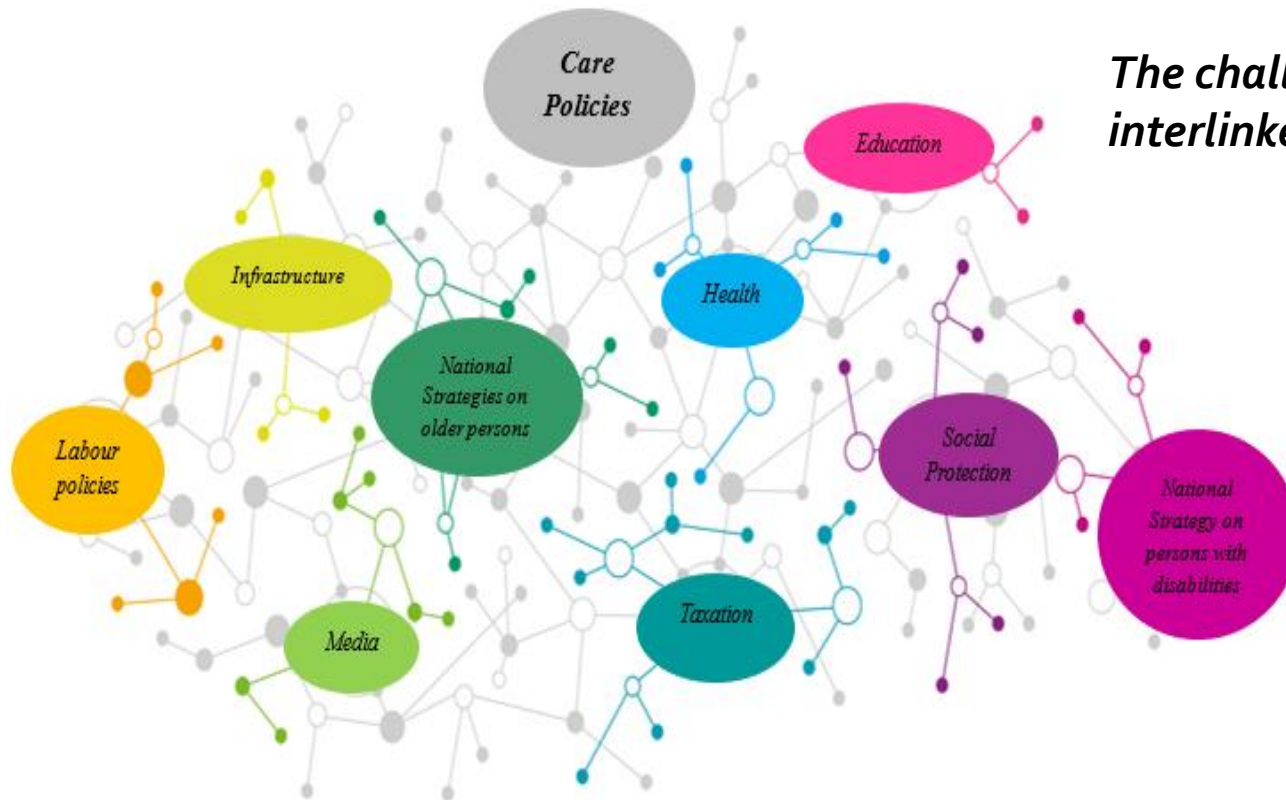 Care
Policies
The chall
interlinke
Education
Infrastructure
Health
National
Strategies on
older persons
Labour
policies
Social
Protection
National
Strategy on
persons with
disabilities
Media
Taxation